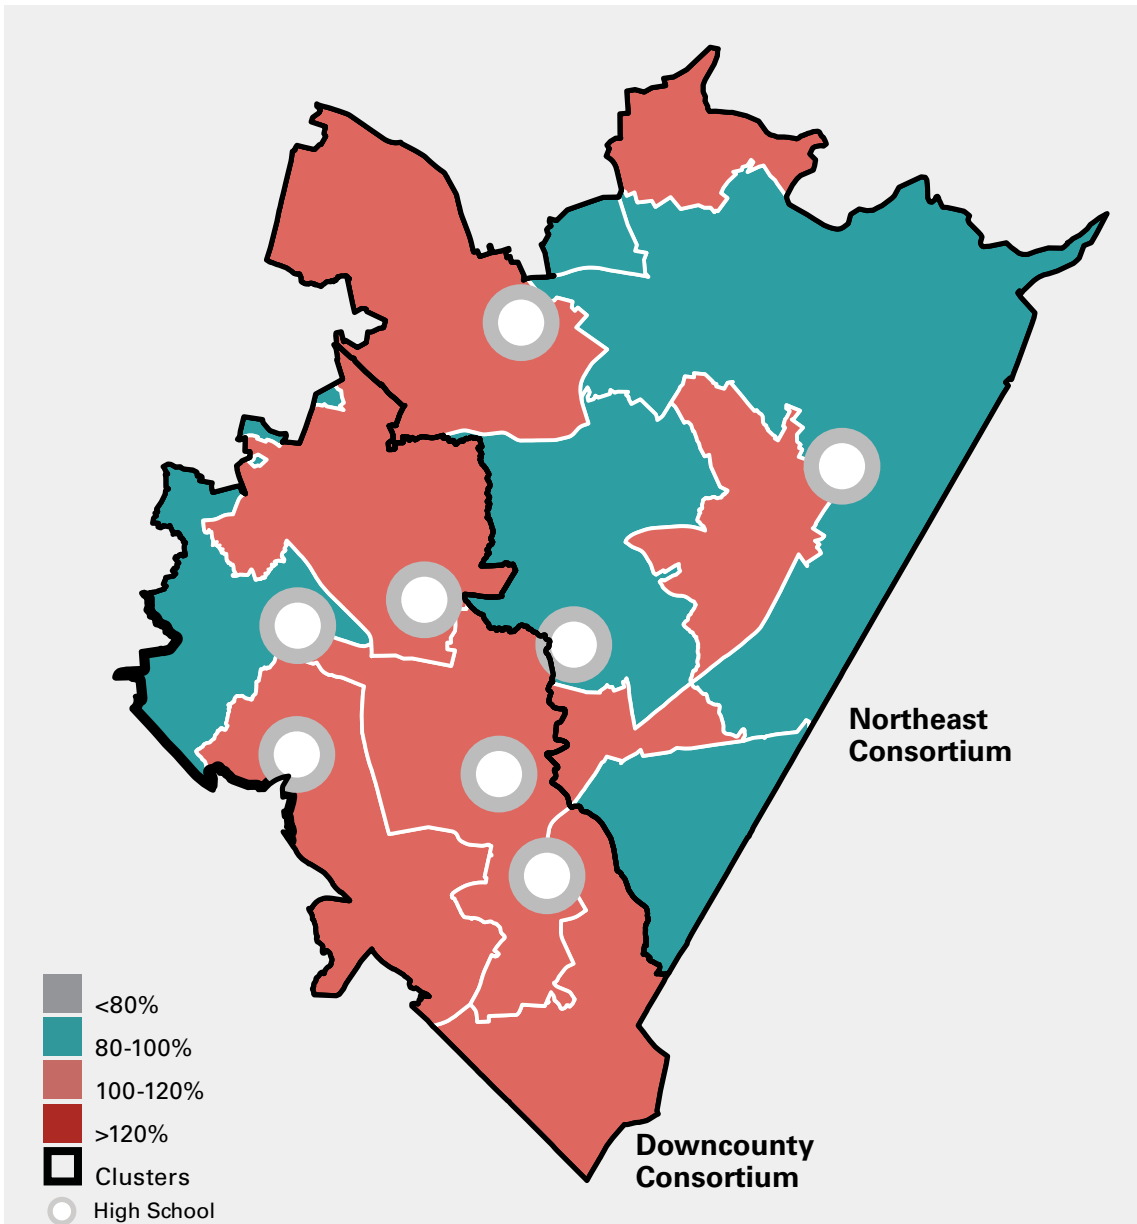 Northeast
Consortium
<80%
80-100%
100-120%
>120%
Clusters
High School
Downcounty
Consortium